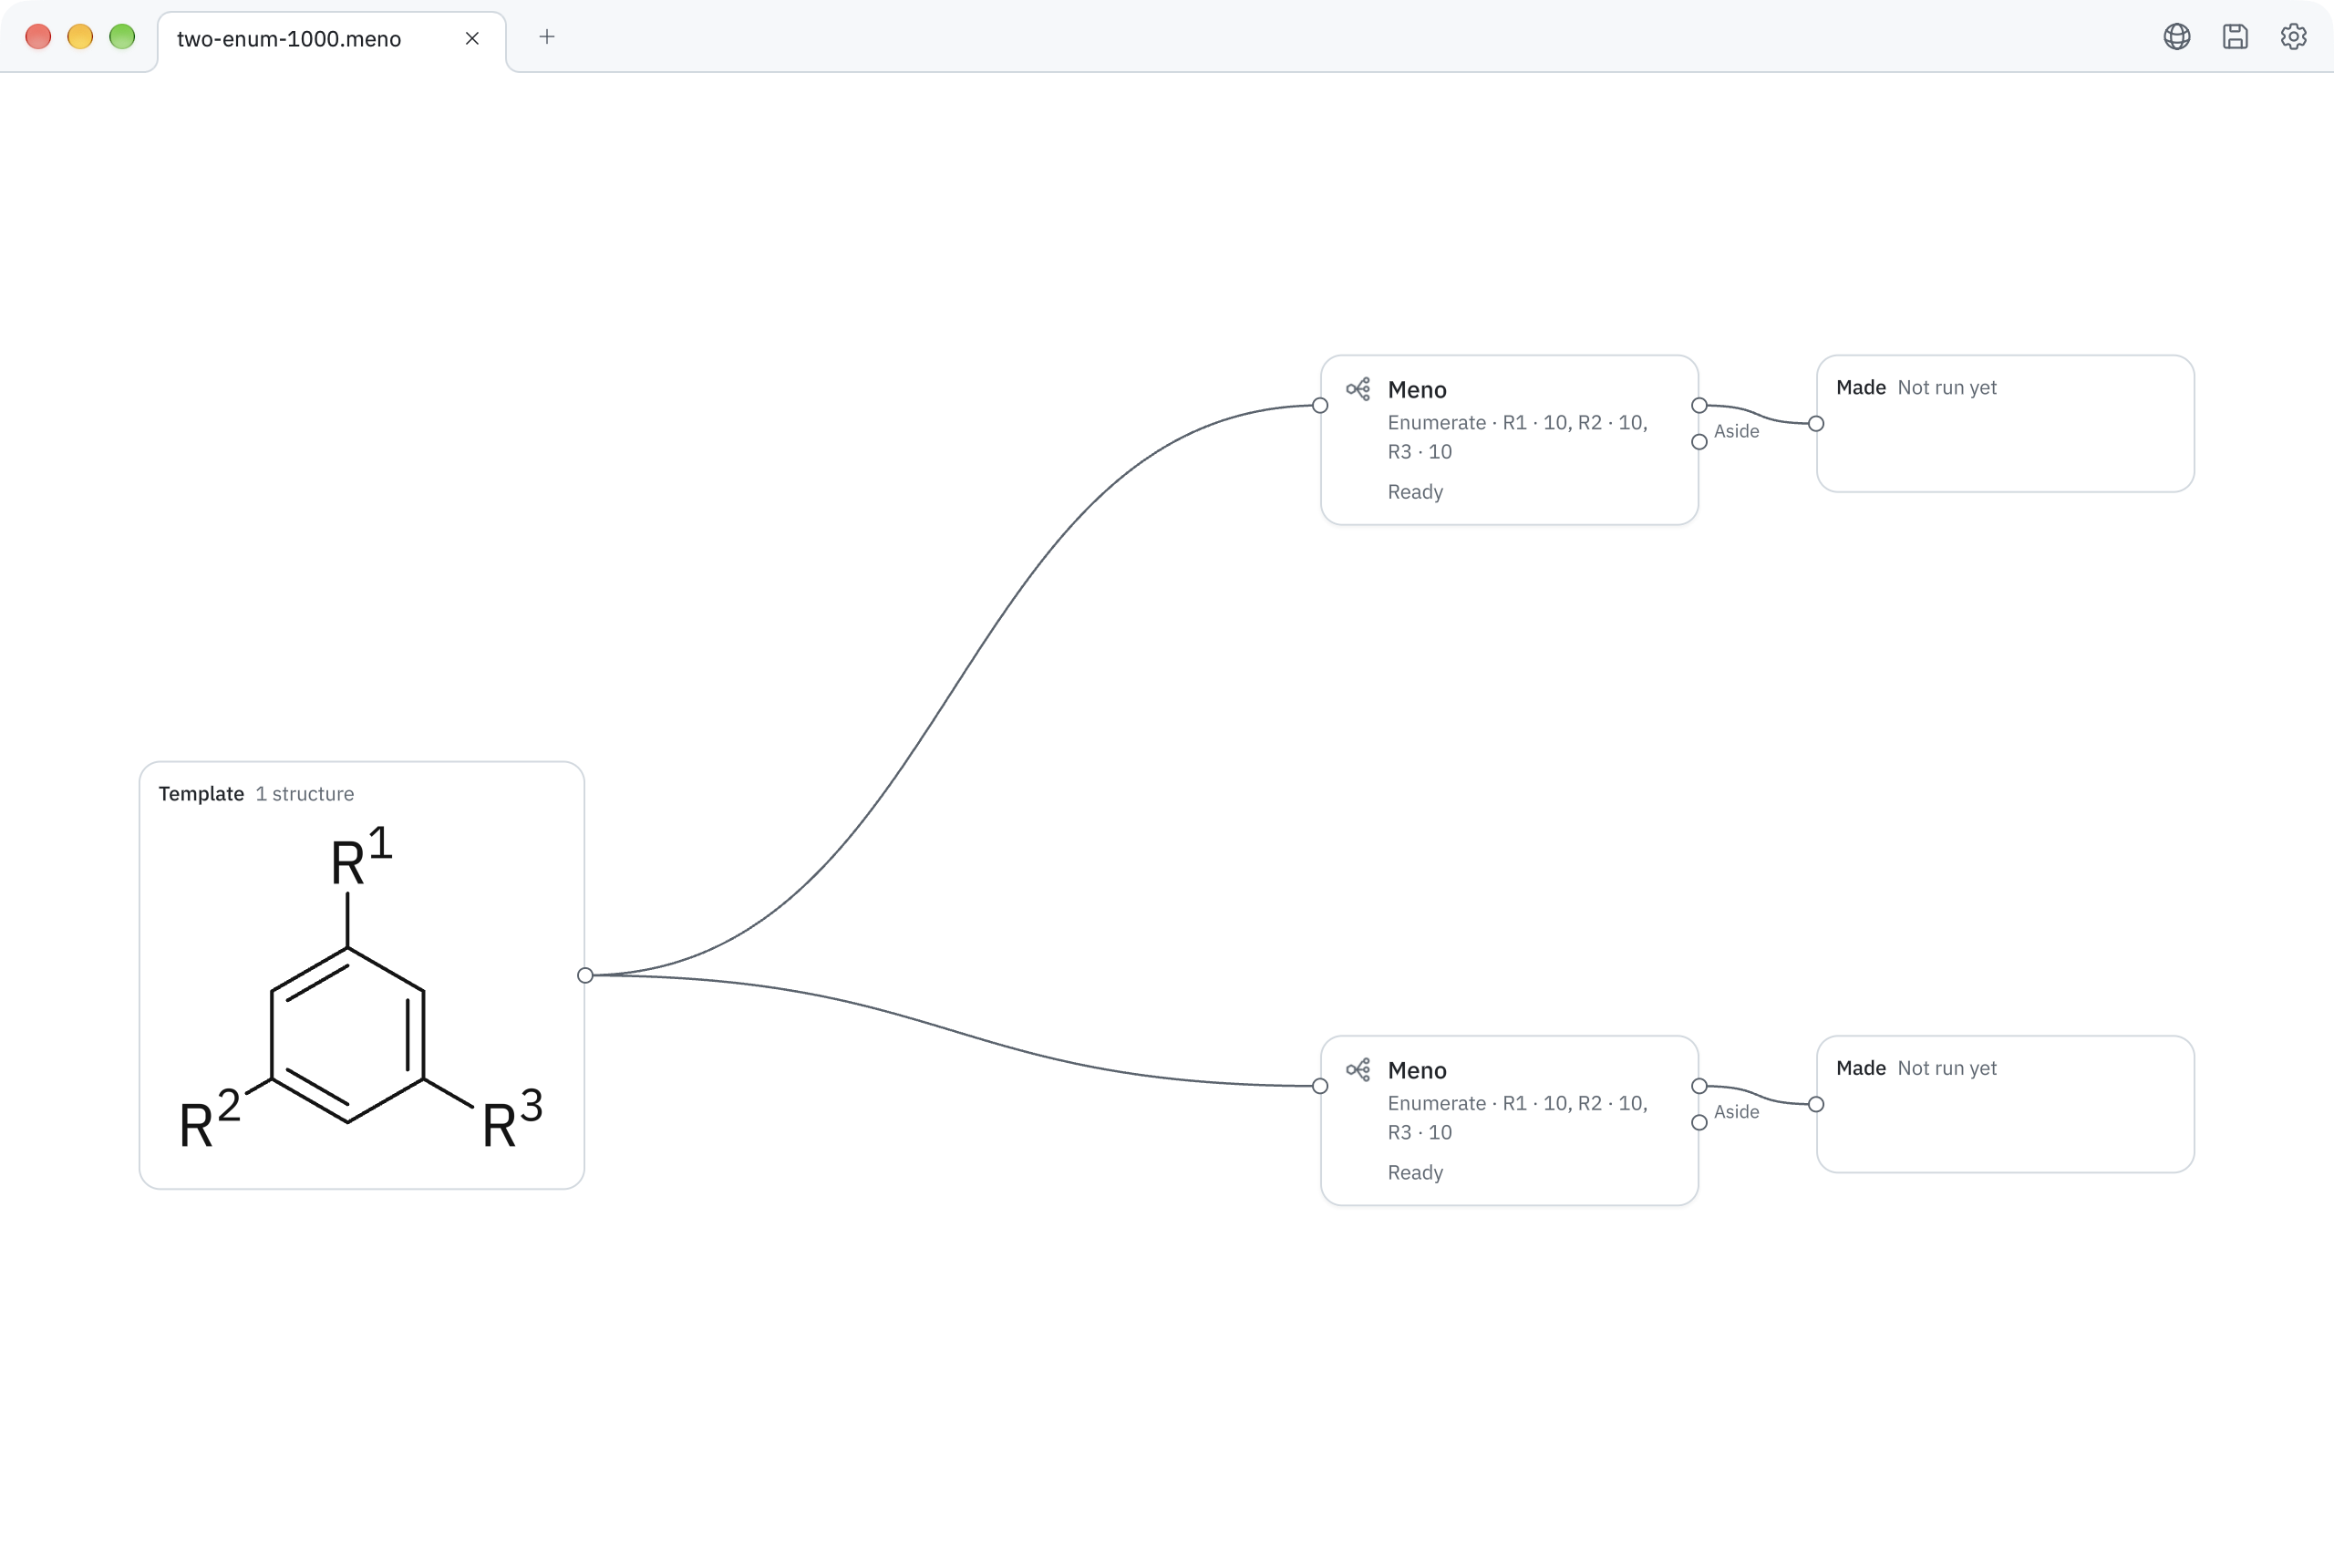 two-enum-1000.meno
Meno
Enumerate · R1 · 10, R2 · 10,
R3 · 10
Ready
Aside
Made Not run yet
Template 1 structure
R1
R2
R3
Meno
Enumerate · R1 · 10, R2 · 10,
R3 · 10
Ready
Aside
Made Not run yet